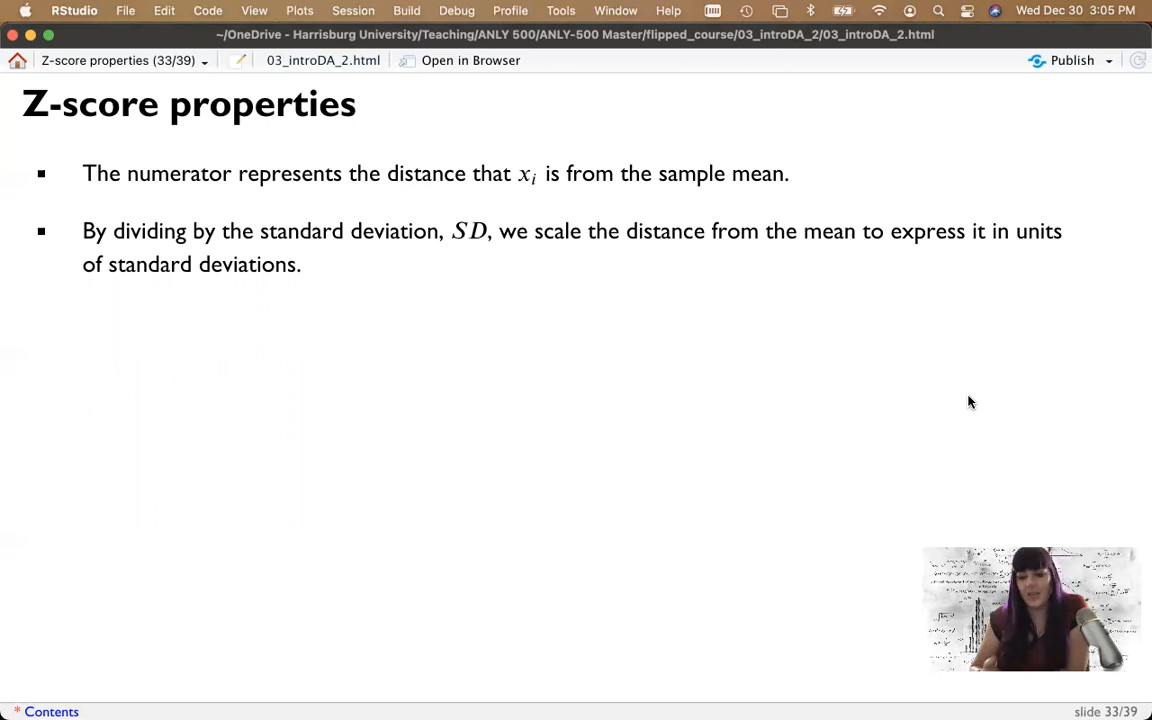 RStudio File Edit Code View Plots Session Build Debug Profile Tools Window Help Wed Dec 30 3:05 PM
~/OneDrive - Harrisburg University/Teaching/ANLY 500/ANLY-500 Master/flipped_course/03_introDA_2/03_introDA_2.html
Z-score properties (33/39) 03_introDA_2.html Open in Browser Publish
Z-score properties
▪ The numerator represents the distance that xᵢ is from the sample mean.
▪ By dividing by the standard deviation, SD, we scale the distance from the mean to express it in units
of standard deviations.
* Contents slide 33/39